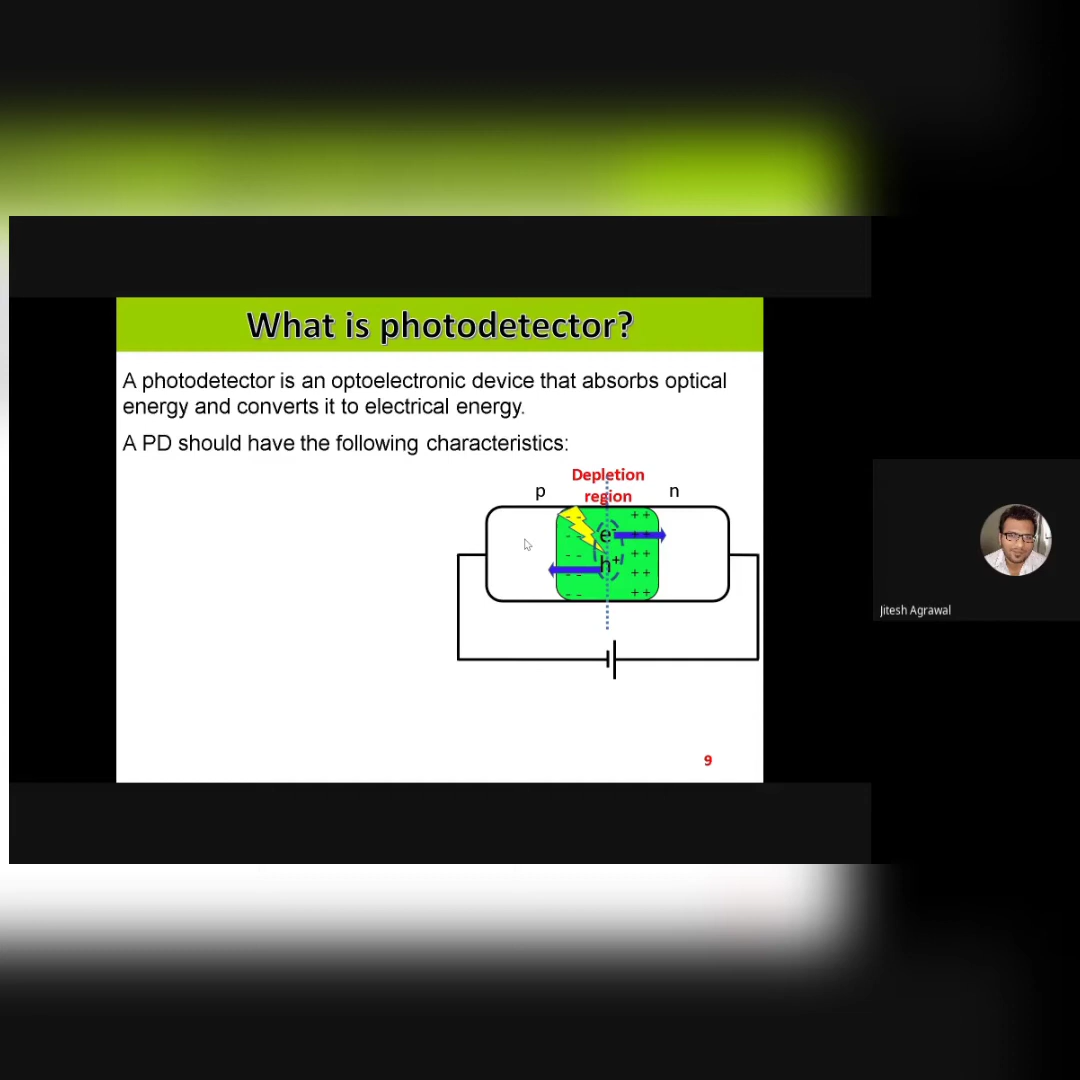 What is photodetector?
A photodetector is an optoelectronic device that absorbs optical
energy and converts it to electrical energy.
A PD should have the following characteristics:
Depletion
region
p
n
- -
+ +
e-
- -
+ +
- -
+ +
h+
- -
+ +
- -
+ +
9
Jitesh Agrawal